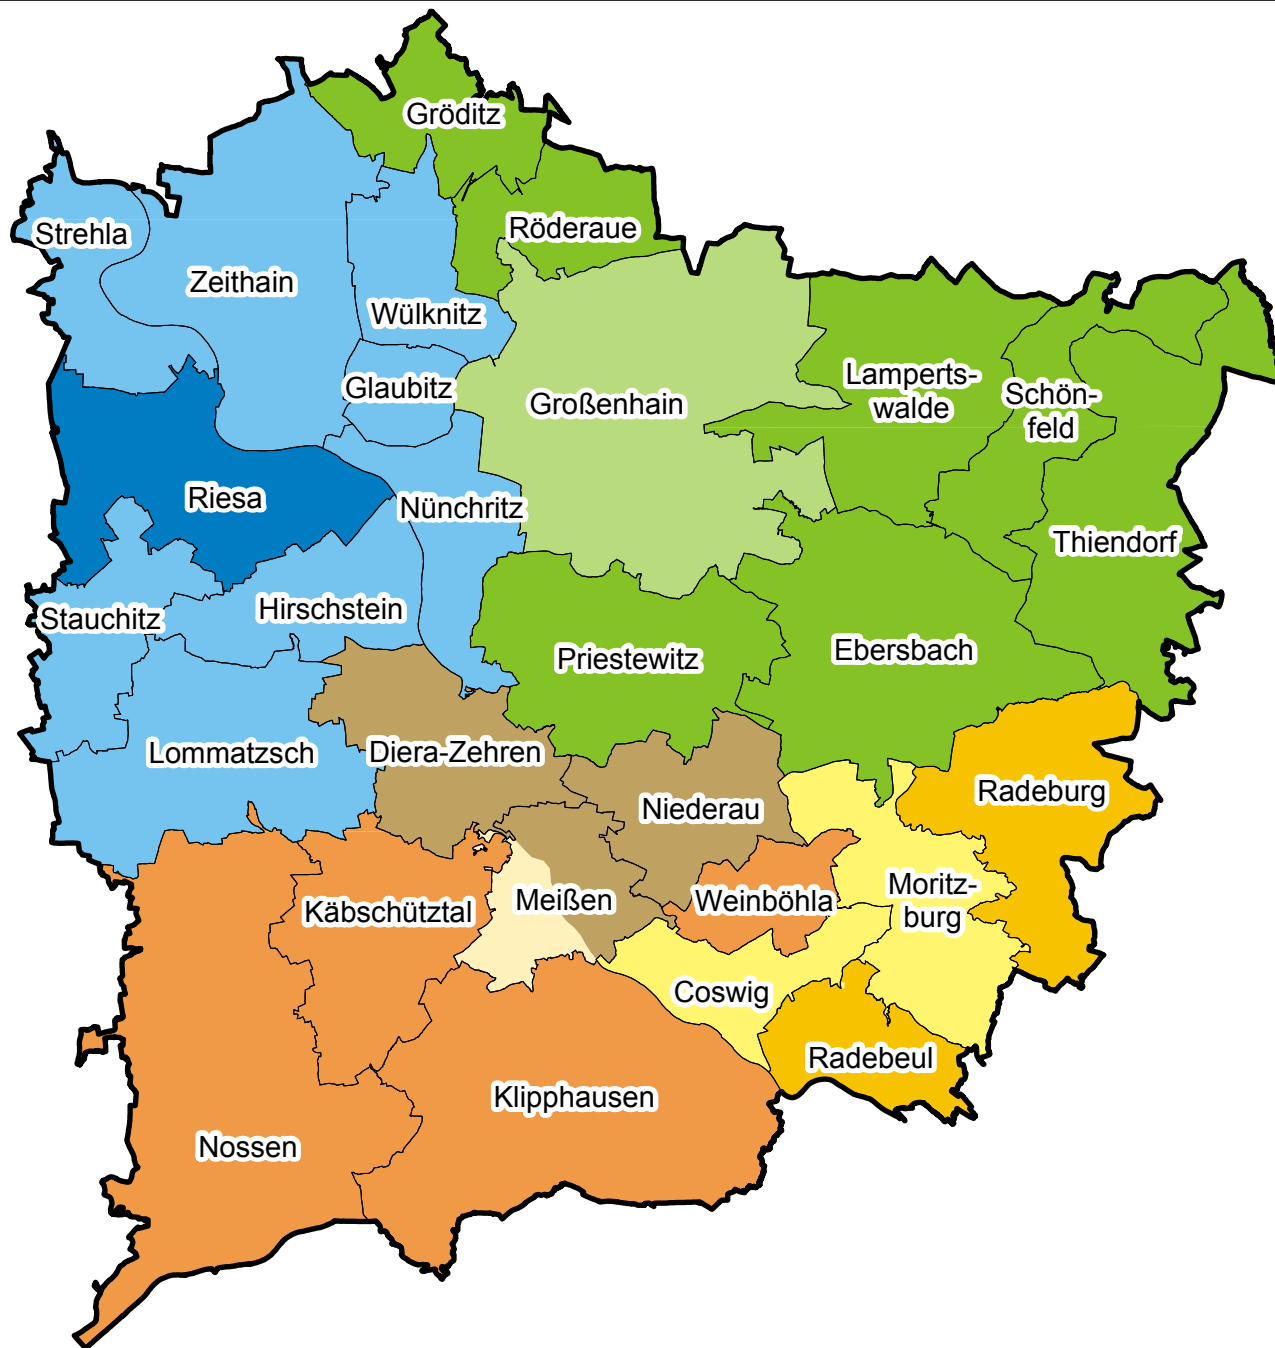 Gröditz
Röderaue
Strehla
Zeithain
Wülknitz
Glaubitz
Großenhain
Lamperts-
walde
Schön-
feld
Riesa
Nünchritz
Thiendorf
Stauchitz
Hirschstein
Priestewitz
Ebersbach
Lommatzsch
Diera-Zehren
Niederau
Radeburg
Käbschütztal
Meißen
Weinböhla
Moritz-
burg
Coswig
Radebeul
Klipphausen
Nossen